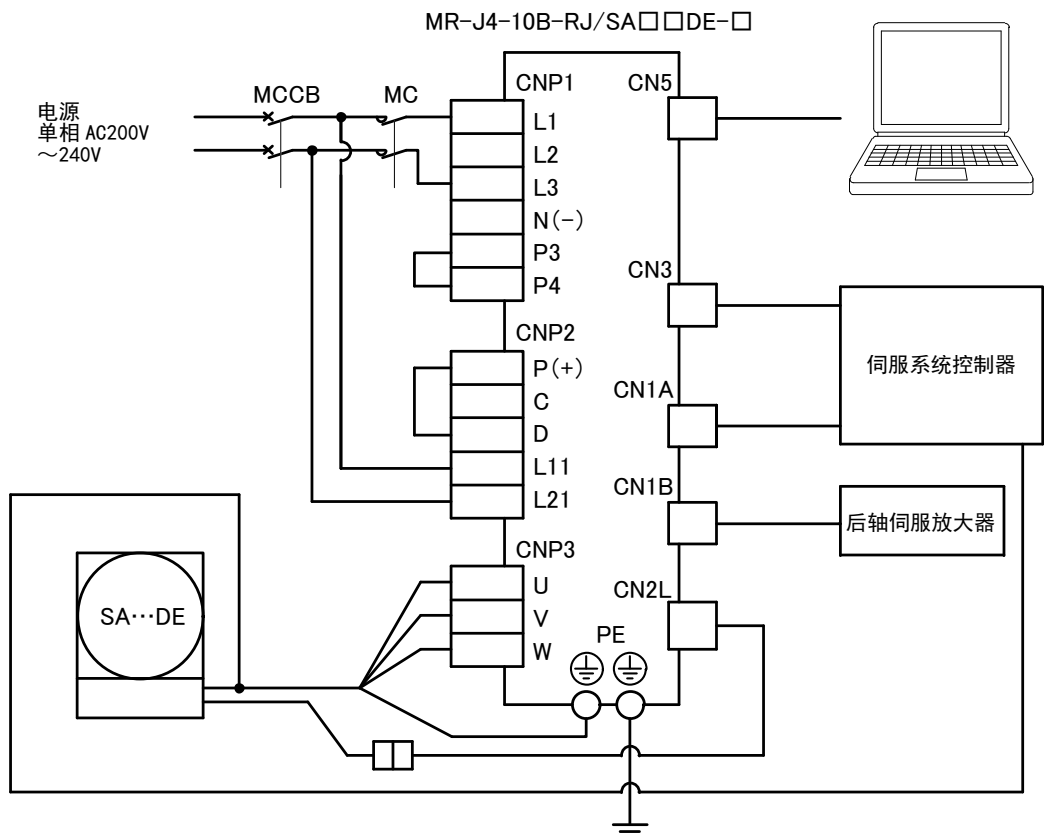 MR-J4-10B-RJ/SA□□DE-□
电源
单相 AC200V
～240V
MCCB
MC
CNP1
L1
L2
L3
N(-)
P3
P4
CNP2
P(+)
C
D
L11
L21
CNP3
U
V
W
PE
CN5
CN3
CN1A
CN1B
CN2L
伺服系统控制器
后轴伺服放大器
SA···DE